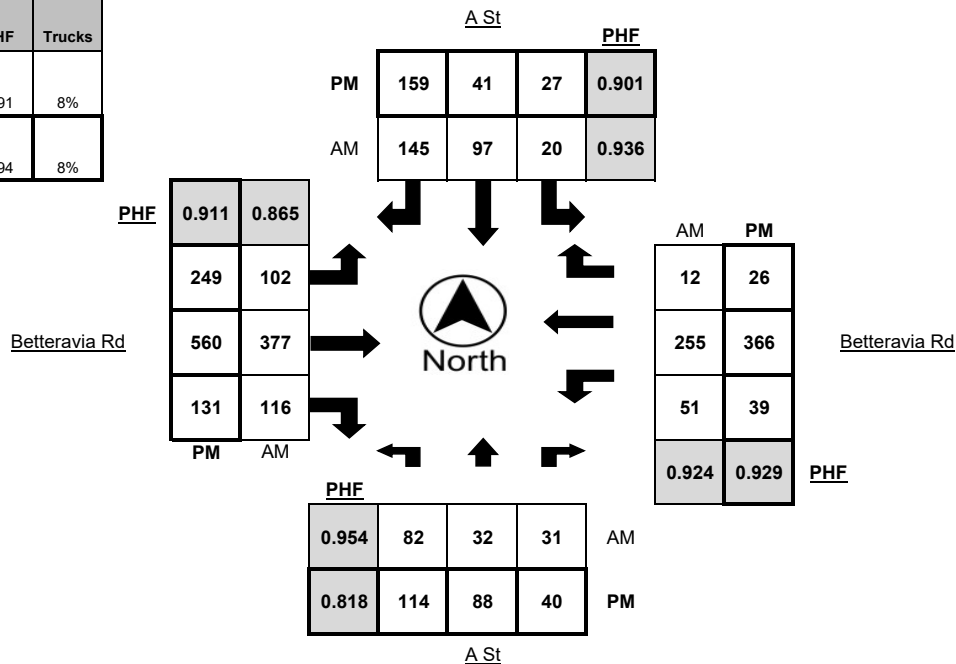 A St
Trucks
PHF
PM 159 41 27 0.901
8%
AM 145 97 20 0.936
8%
PHF 0.911 0.865
AM PM
249 102
12 26
Betteravia Rd 560 377
North
255 366 Betteravia Rd
131 116
51 39
PM AM
0.924 0.929 PHF
PHF
0.954 82 32 31 AM
0.818 114 88 40 PM
A St